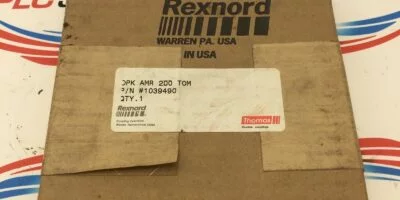 Rexnord
WARREN PA. USA
IN USA
DPK AMR 200 TOM
P/N #1039490
QTY.1
Rexnord
Thomas